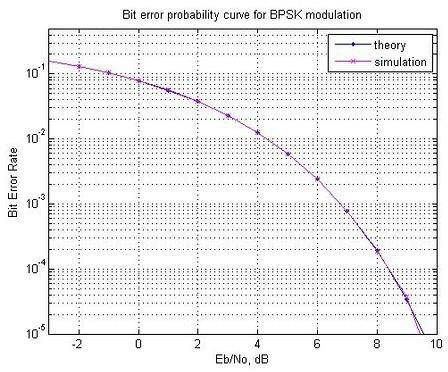 Bit error probability curve for BPSK modulation
theory
simulation
Bit Error Rate
10^-1
10^-2
10^-3
10^-4
10^-5
-2 0 2 4 6 8 10
Eb/No, dB